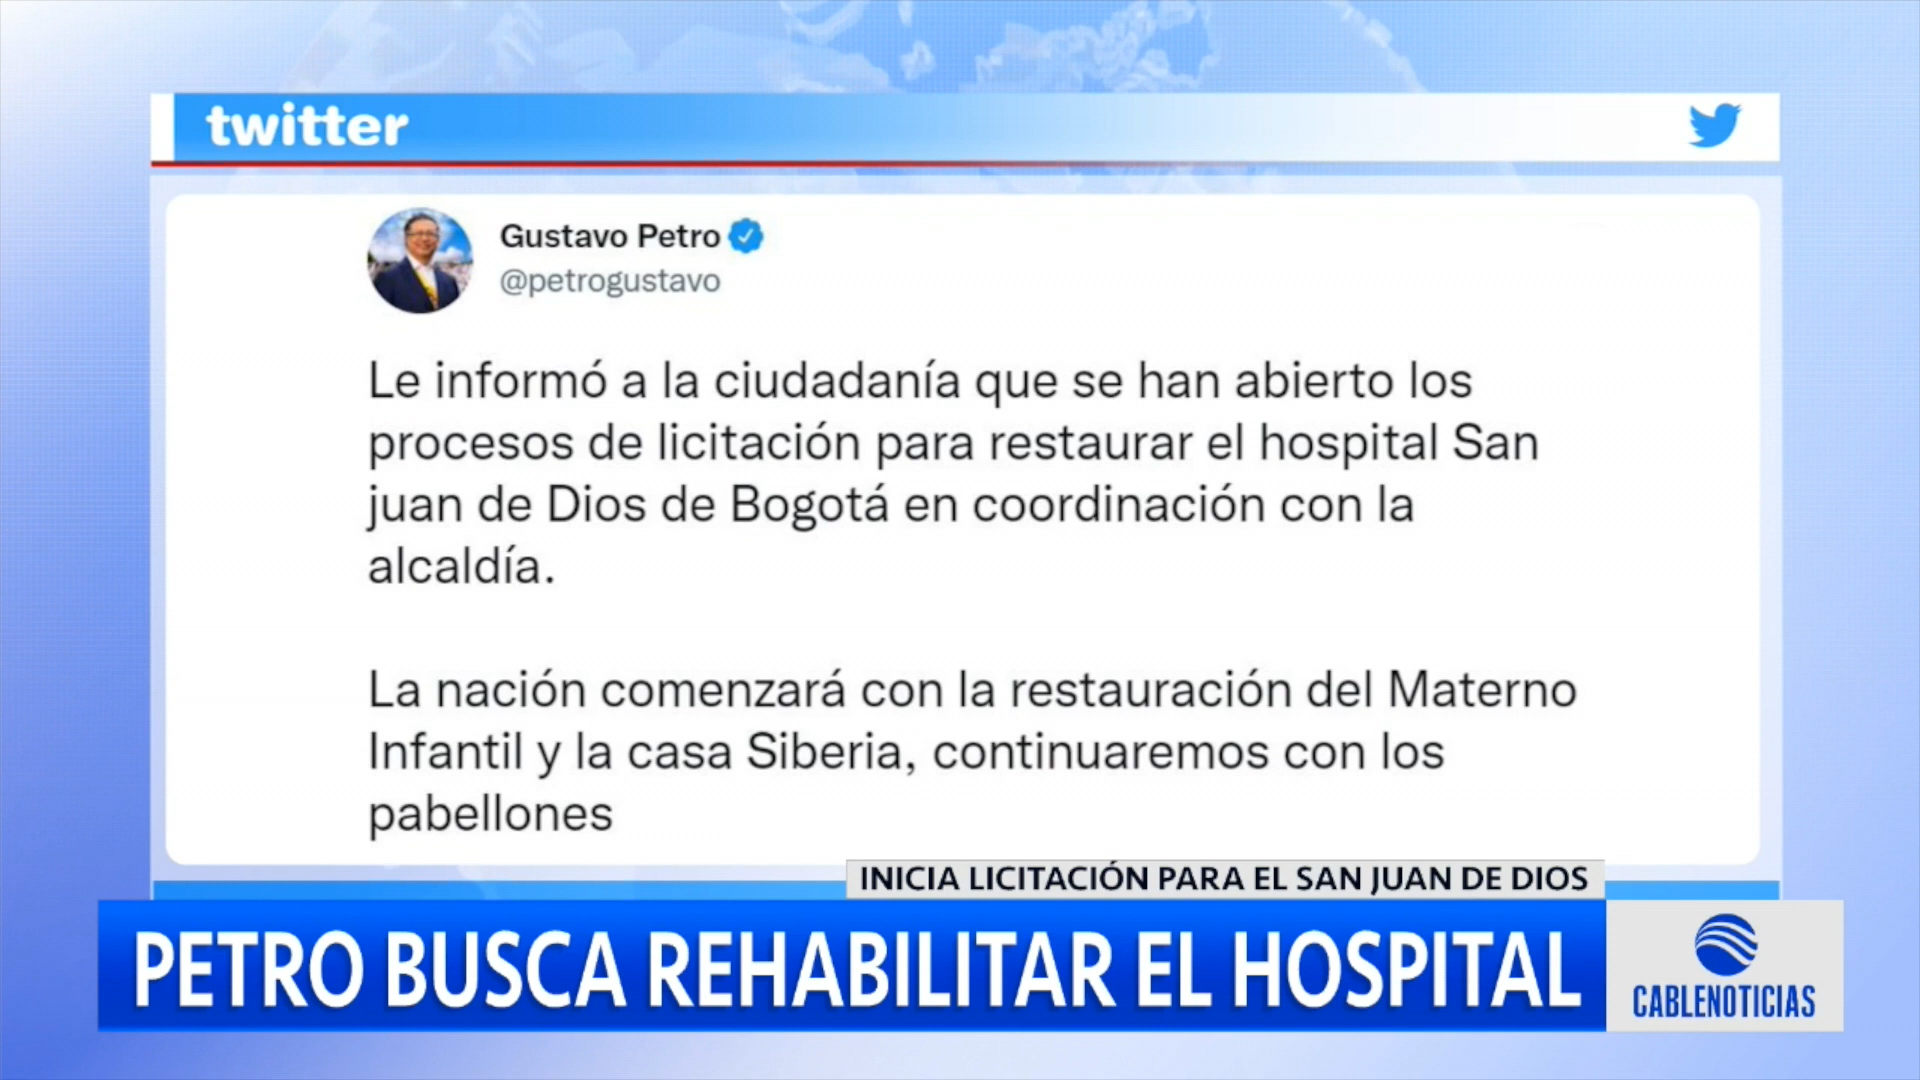 twitter
Gustavo Petro
@petrogustavo
Le informó a la ciudadanía que se han abierto los
procesos de licitación para restaurar el hospital San
juan de Dios de Bogotá en coordinación con la
alcaldía.
La nación comenzará con la restauración del Materno
Infantil y la casa Siberia, continuaremos con los
pabellones
INICIA LICITACIÓN PARA EL SAN JUAN DE DIOS
PETRO BUSCA REHABILITAR EL HOSPITAL
CABLENOTICIAS